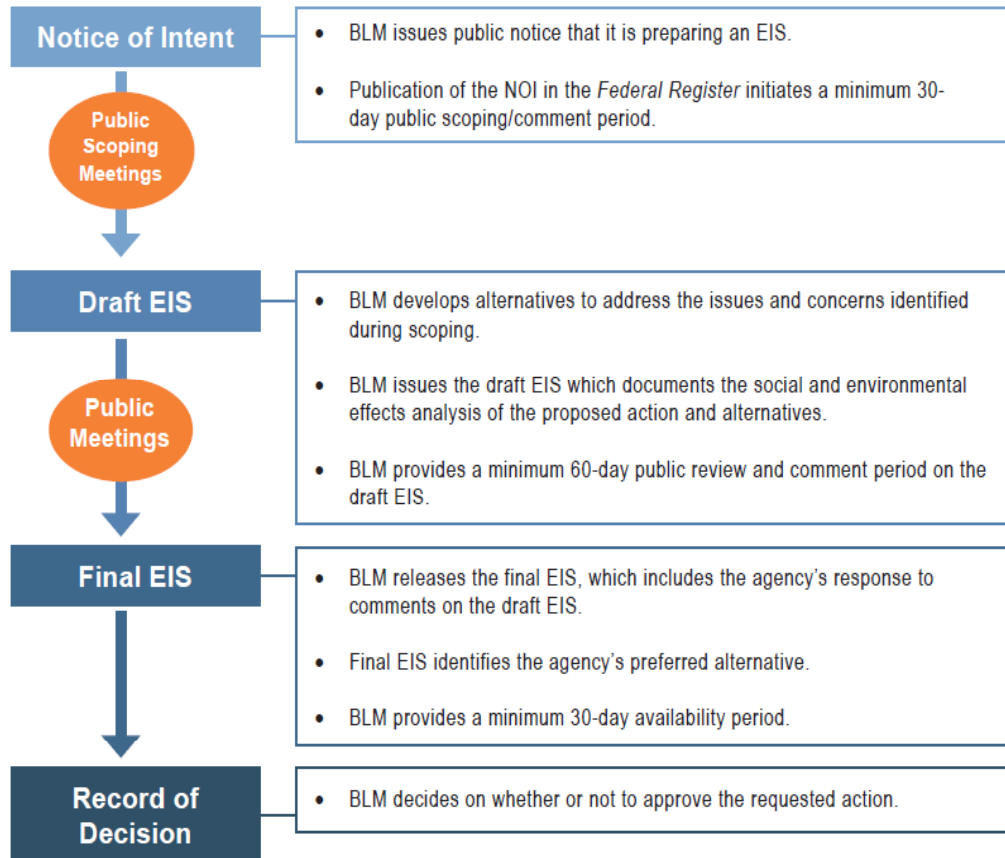 Notice of Intent
• BLM issues public notice that it is preparing an EIS.
• Publication of the NOI in the Federal Register initiates a minimum 30-
day public scoping/comment period.
Public
Scoping
Meetings
Draft EIS
• BLM develops alternatives to address the issues and concerns identified
during scoping.
• BLM issues the draft EIS which documents the social and environmental
effects analysis of the proposed action and alternatives.
• BLM provides a minimum 60-day public review and comment period on the
draft EIS.
Public
Meetings
Final EIS
• BLM releases the final EIS, which includes the agency's response to
comments on the draft EIS.
• Final EIS identifies the agency's preferred alternative.
• BLM provides a minimum 30-day availability period.
Record of
Decision
• BLM decides on whether or not to approve the requested action.